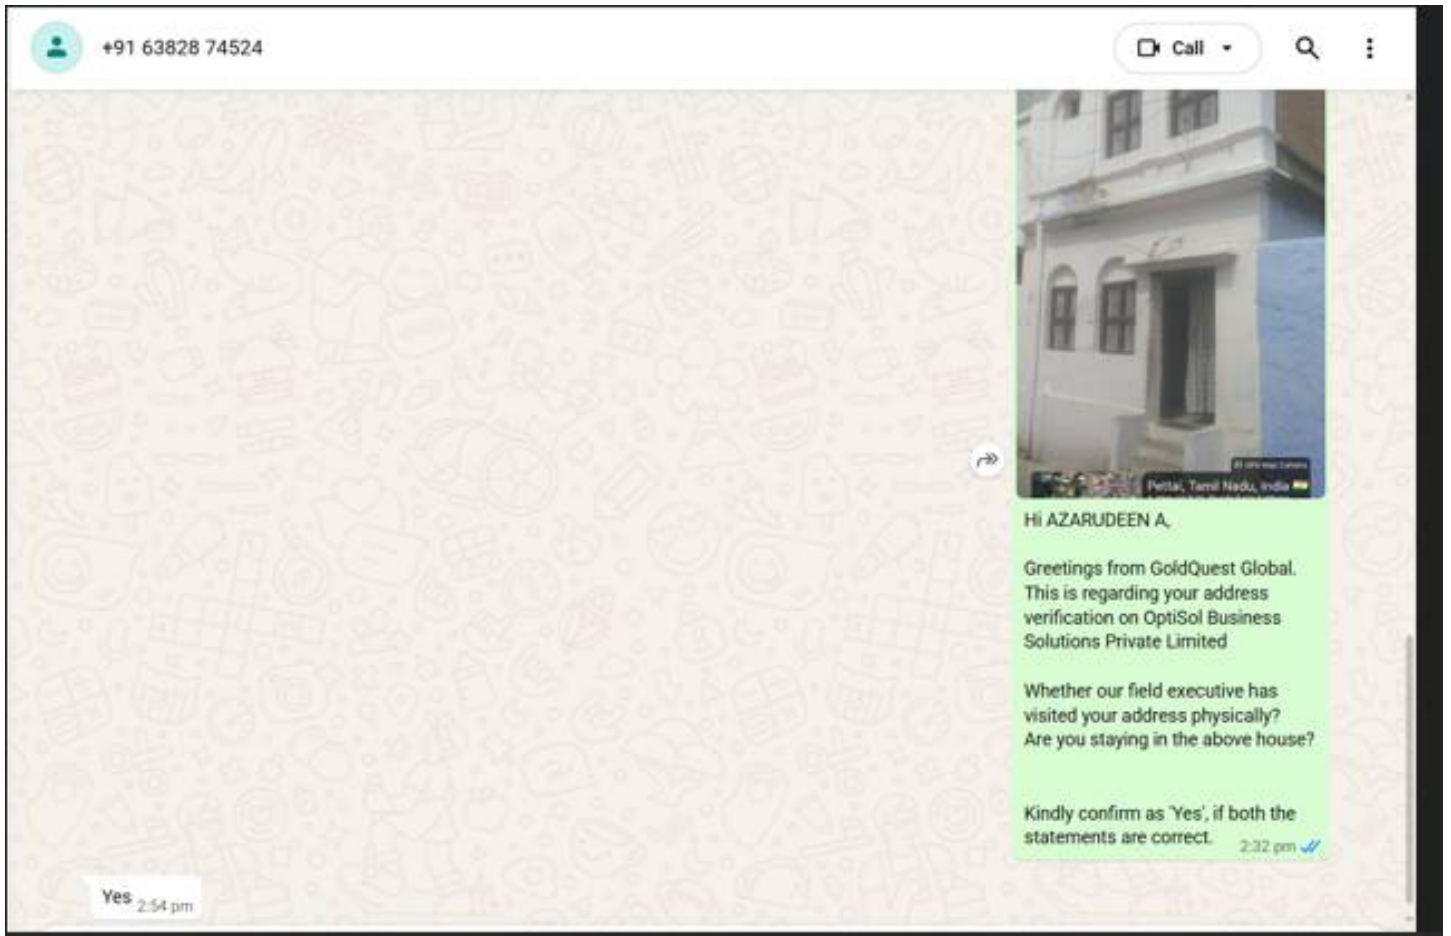 +91 63828 74524
Call
GPS Map Camera
Pettai, Tamil Nadu, India
Hi AZARUDEEN A,
Greetings from GoldQuest Global.
This is regarding your address
verification on OptiSol Business
Solutions Private Limited
Whether our field executive has
visited your address physically?
Are you staying in the above house?
Kindly confirm as 'Yes', if both the
statements are correct.
2:32 pm
Yes 2:54 pm